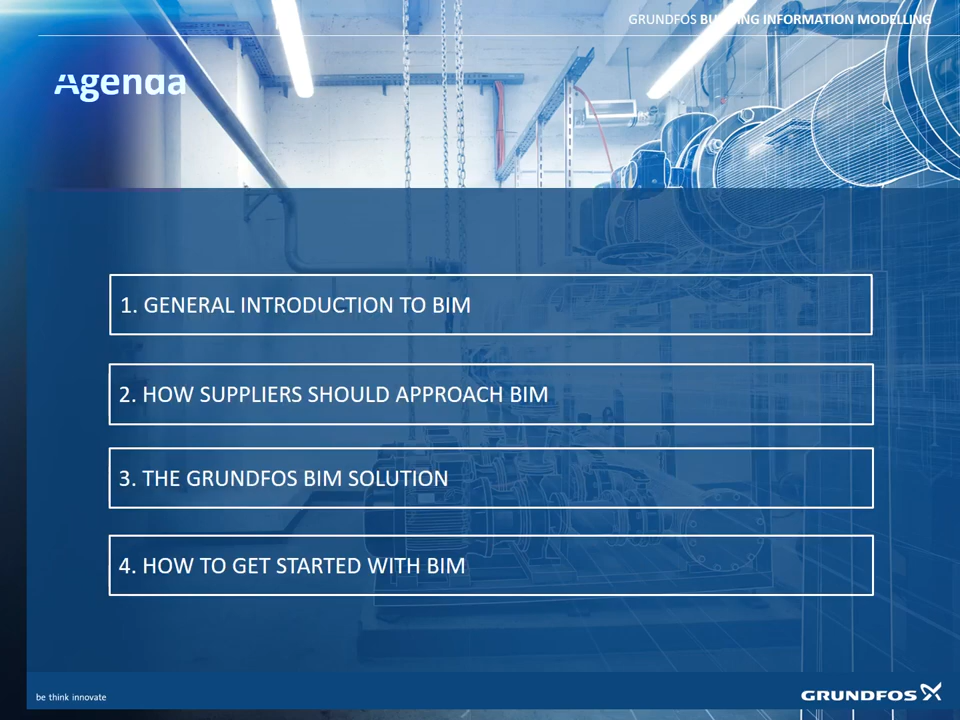 GRUNDFOS BUILDING INFORMATION MODELLING
Agenda
1. GENERAL INTRODUCTION TO BIM
2. HOW SUPPLIERS SHOULD APPROACH BIM
3. THE GRUNDFOS BIM SOLUTION
4. HOW TO GET STARTED WITH BIM
be think innovate
GRUNDFOS